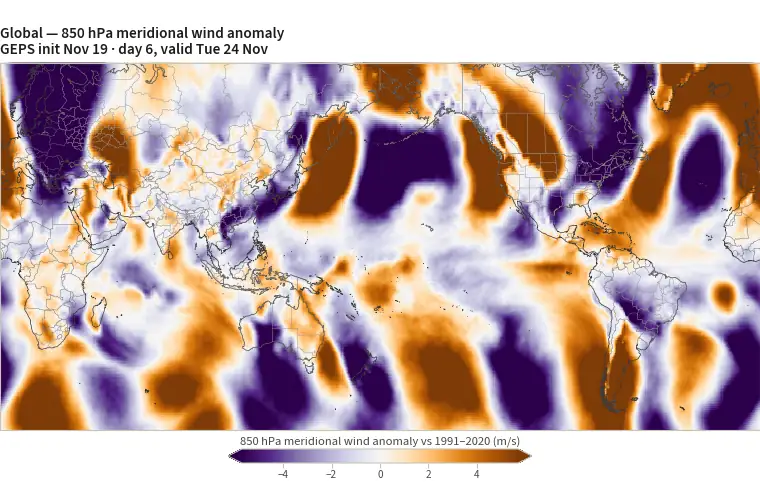 Global — 850 hPa meridional wind anomaly
GEPS init Nov 19 · day 6, valid Tue 24 Nov
850 hPa meridional wind anomaly vs 1991–2020 (m/s)
−4 −2 0 2 4